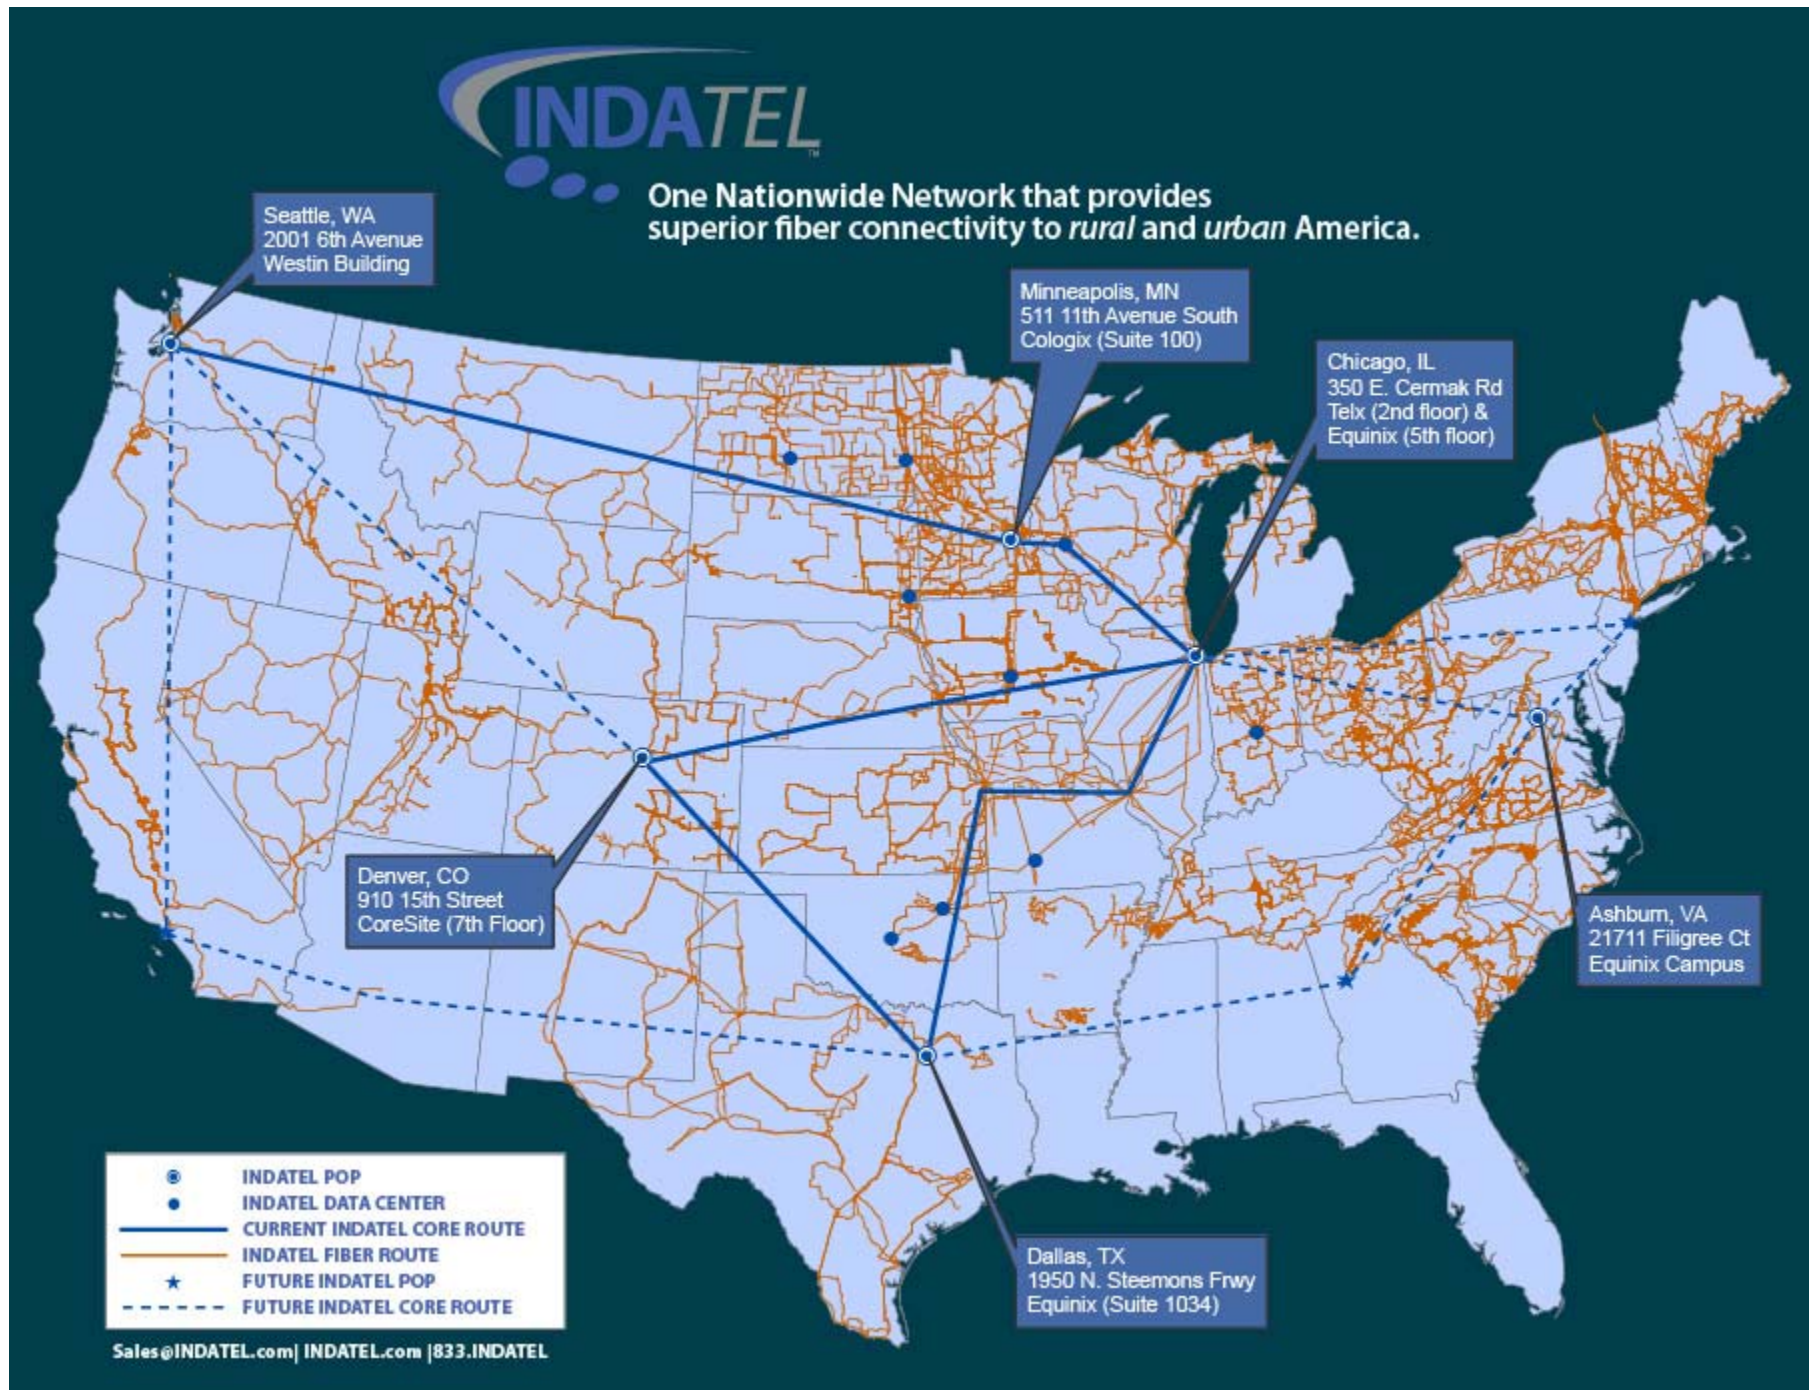 INDATEL™
One Nationwide Network that provides
superior fiber connectivity to rural and urban America.
Seattle, WA
2001 6th Avenue
Westin Building
Minneapolis, MN
511 11th Avenue South
Cologix (Suite 100)
Chicago, IL
350 E. Cermak Rd
Telx (2nd floor) &
Equinix (5th floor)
Denver, CO
910 15th Street
CoreSite (7th Floor)
Ashburn, VA
21711 Filigree Ct
Equinix Campus
Dallas, TX
1950 N. Steemons Frwy
Equinix (Suite 1034)
INDATEL POP
INDATEL DATA CENTER
CURRENT INDATEL CORE ROUTE
INDATEL FIBER ROUTE
FUTURE INDATEL POP
FUTURE INDATEL CORE ROUTE
Sales@INDATEL.com| INDATEL.com |833.INDATEL